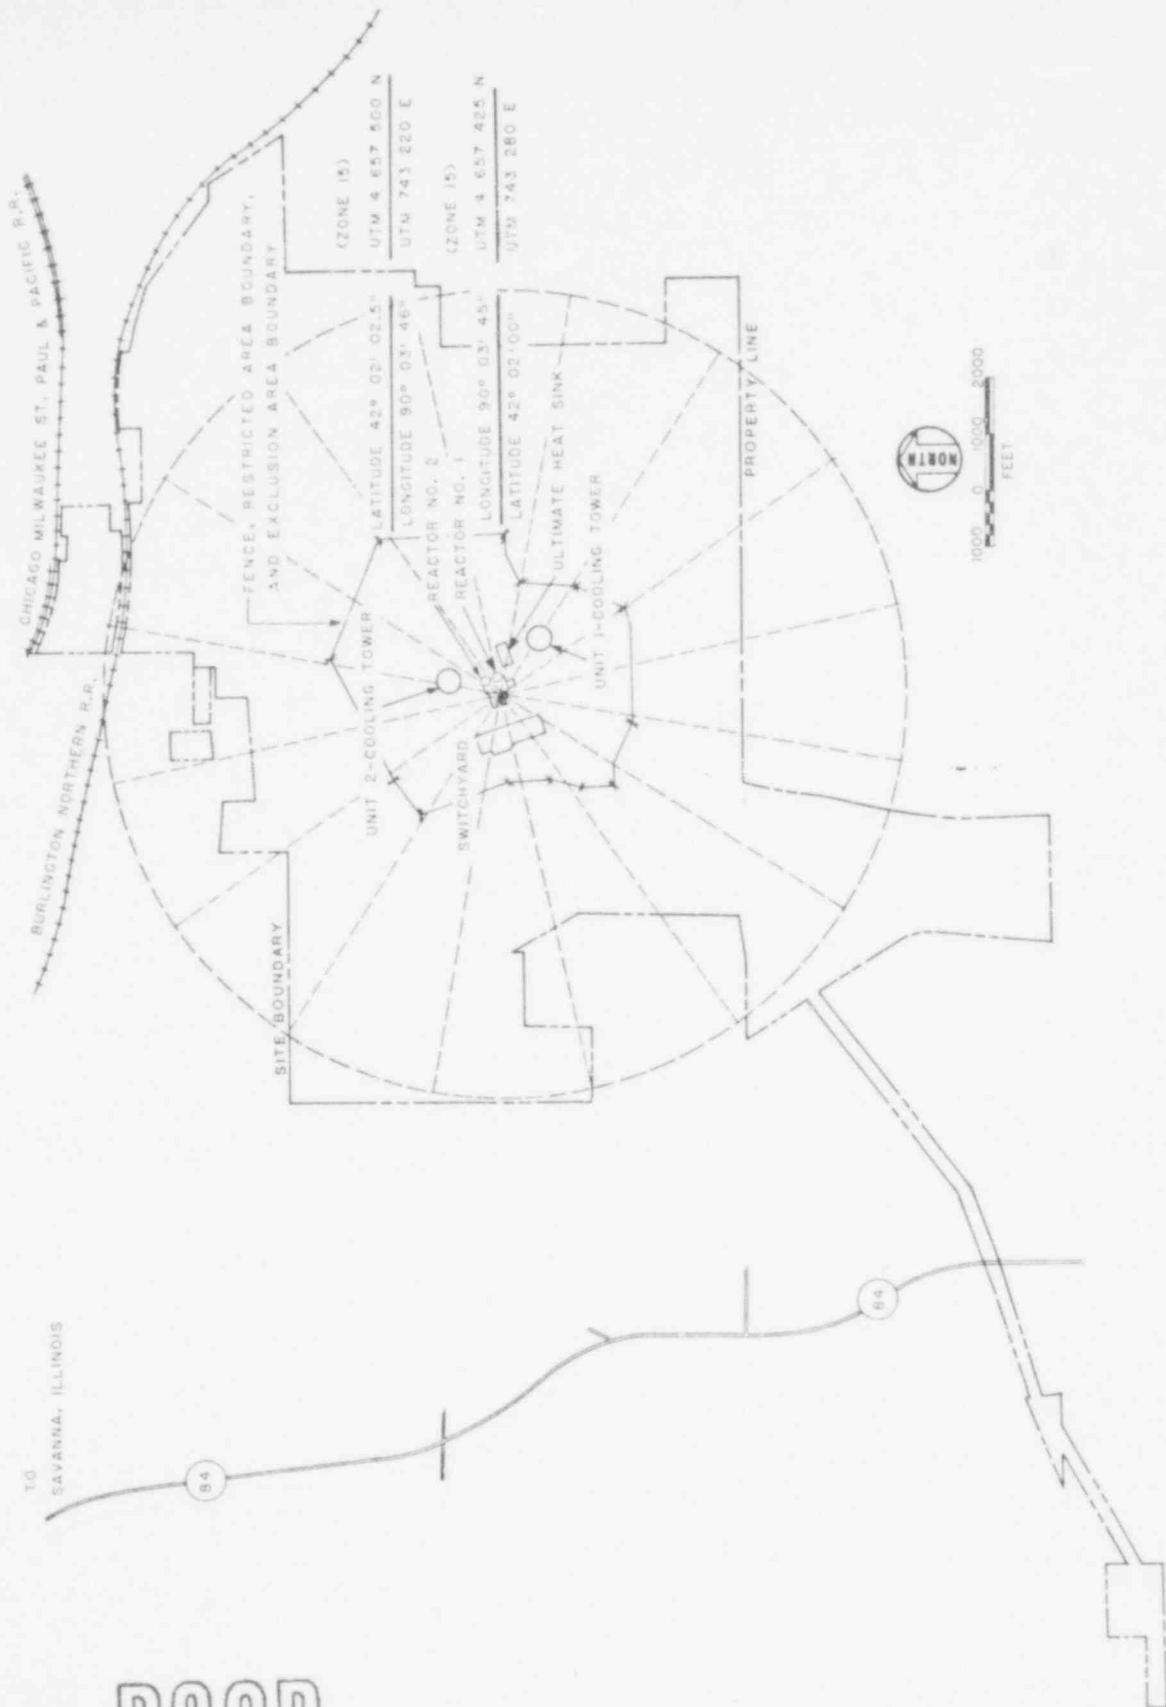 TO
SAVANNA, ILLINOIS
84
84
BURLINGTON NORTHERN R.R.
CHICAGO MILWAUKEE ST. PAUL & PACIFIC R.R.
SITE BOUNDARY
FENCE, RESTRICTED AREA BOUNDARY,
AND EXCLUSION AREA BOUNDARY
UNIT 2-COOLING TOWER
SWITCHYARD
(ZONE 15)
LATITUDE 42° 02' 02.5"
UTM 4 657 500 N
LONGITUDE 90° 03' 46"
UTM 743 220 E
REACTOR NO. 2
REACTOR NO. 1
(ZONE 15)
LONGITUDE 90° 03' 45"
UTM 4 657 425 N
LATITUDE 42° 02' 00"
UTM 743 280 E
ULTIMATE HEAT SINK
UNIT 1-COOLING TOWER
PROPERTY LINE
NORTH
1000 0 1000 2000
FEET